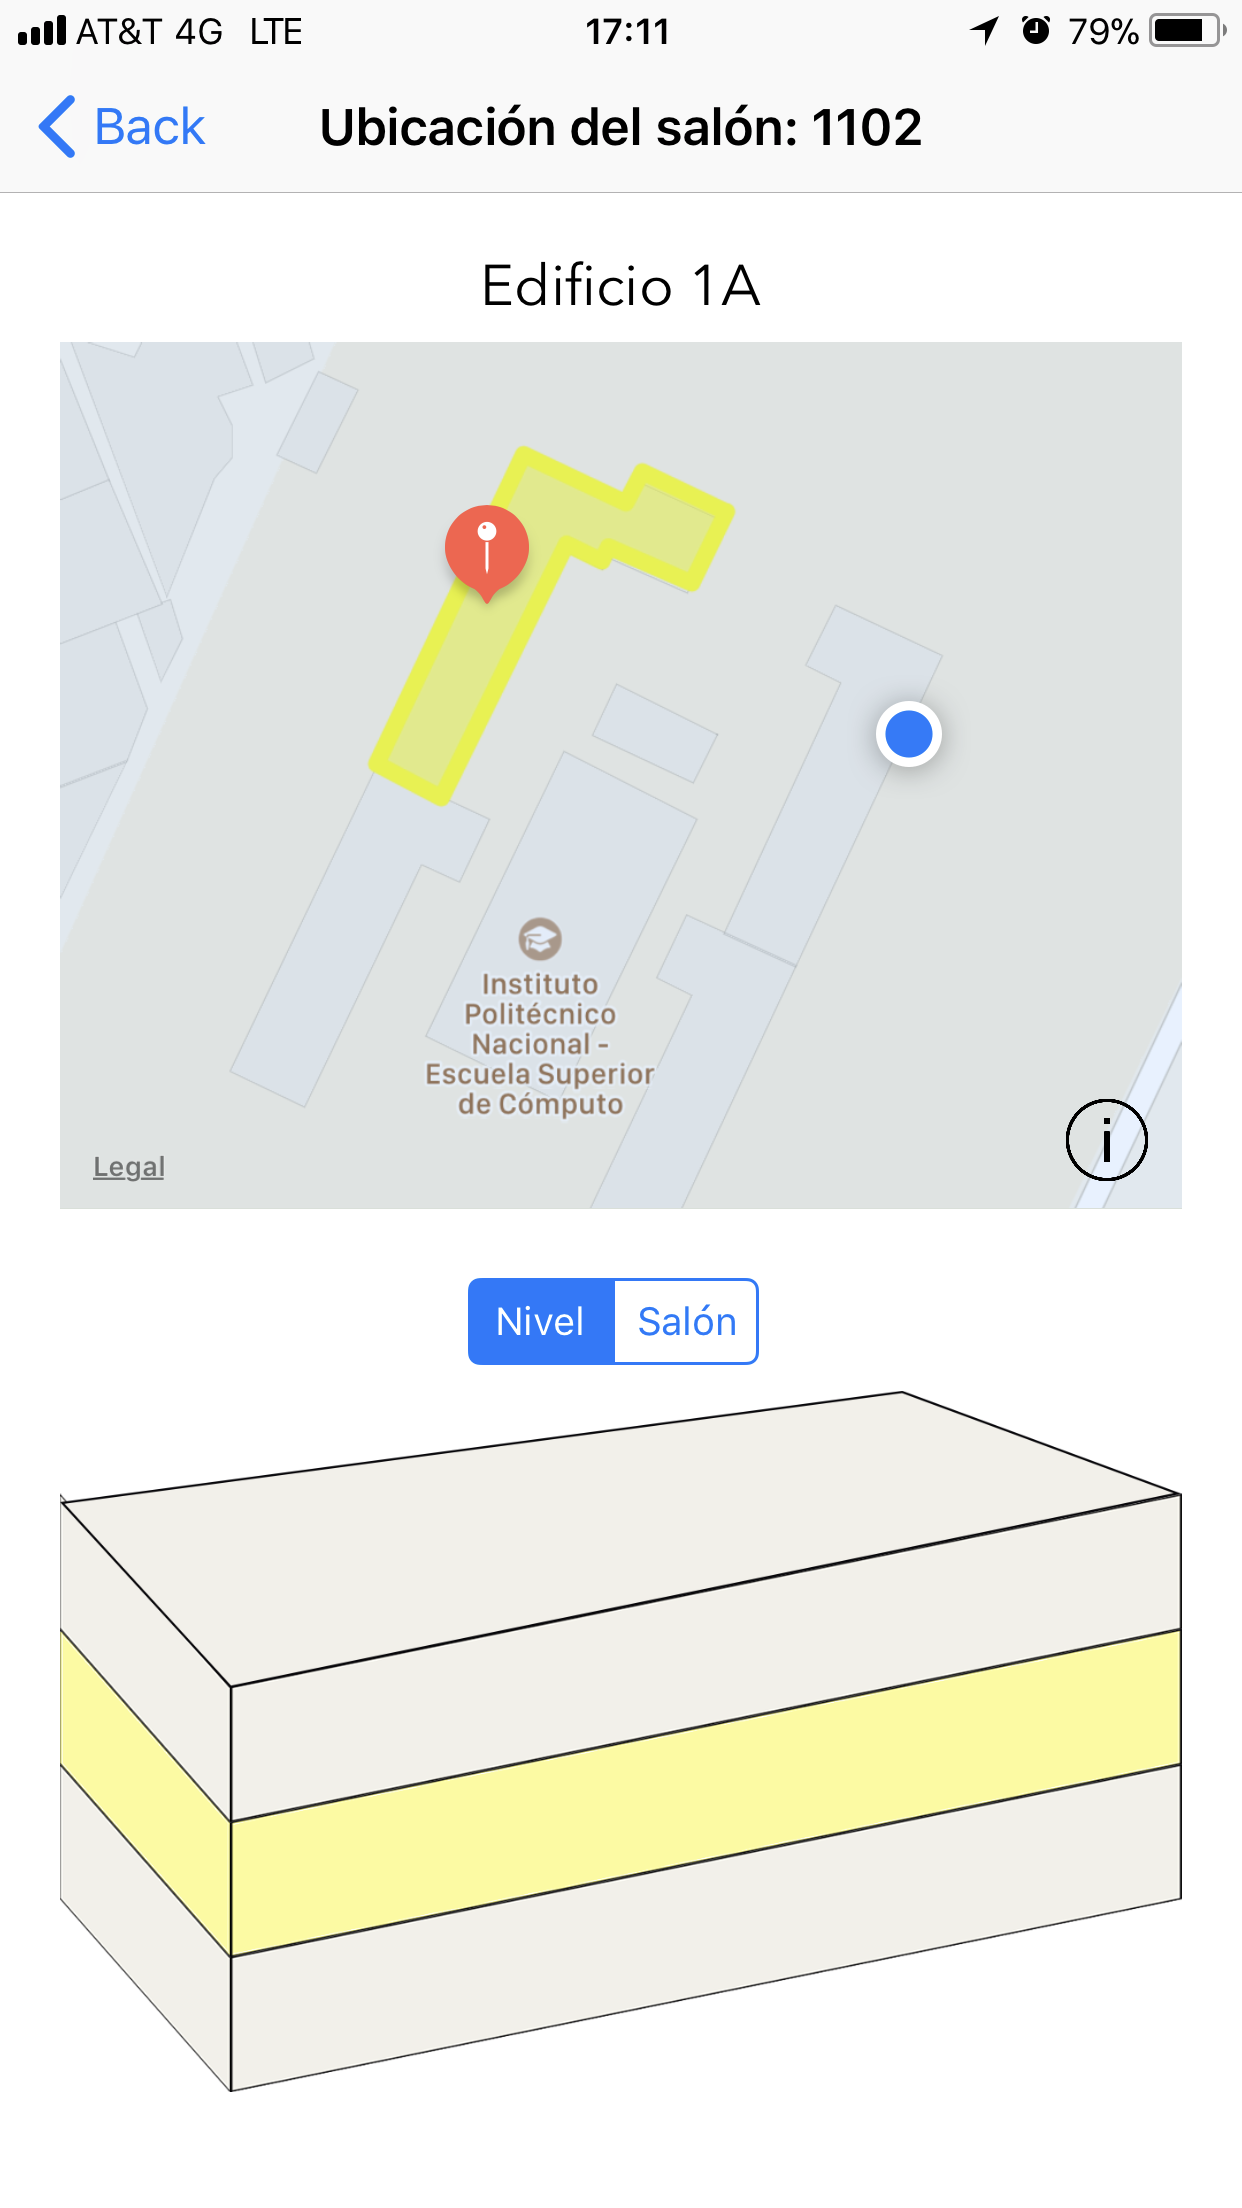 AT&T 4G LTE 17:11 79%
Back Ubicación del salón: 1102
Edificio 1A
Instituto
Politécnico
Nacional -
Escuela Superior
de Cómputo
Legal
i
Nivel Salón